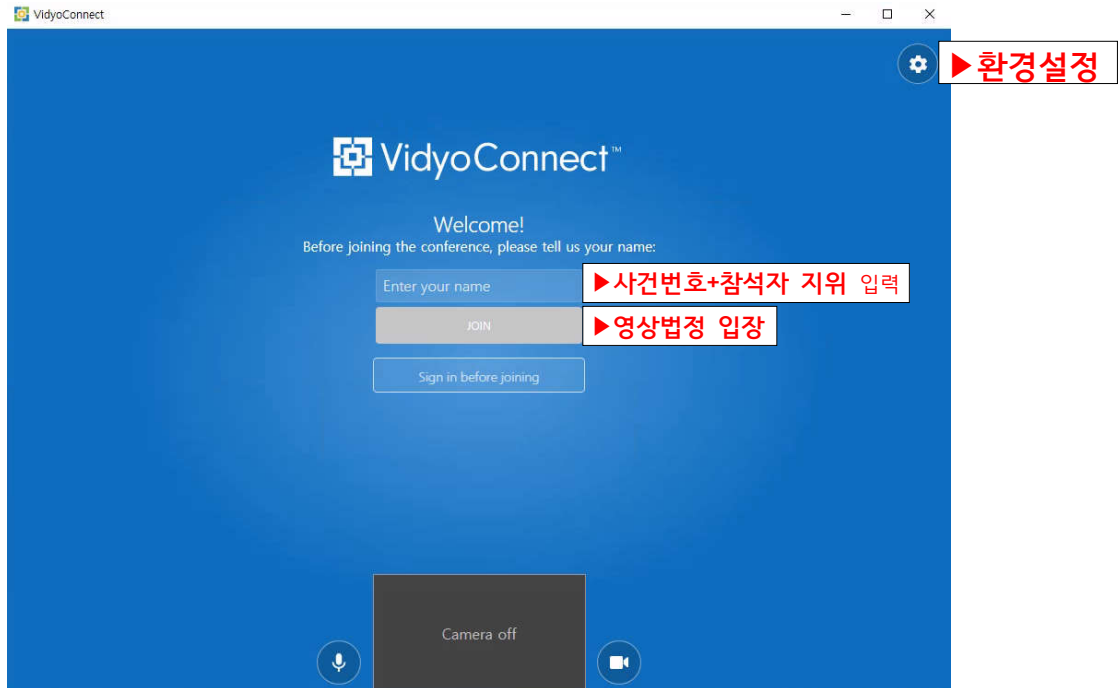 VidyoConnect
▶환경설정
VidyoConnect™
Welcome!
Before joining the conference, please tell us your name:
Enter your name
▶사건번호+참석자 지위 입력
JOIN
▶영상법정 입장
Sign in before joining
Camera off